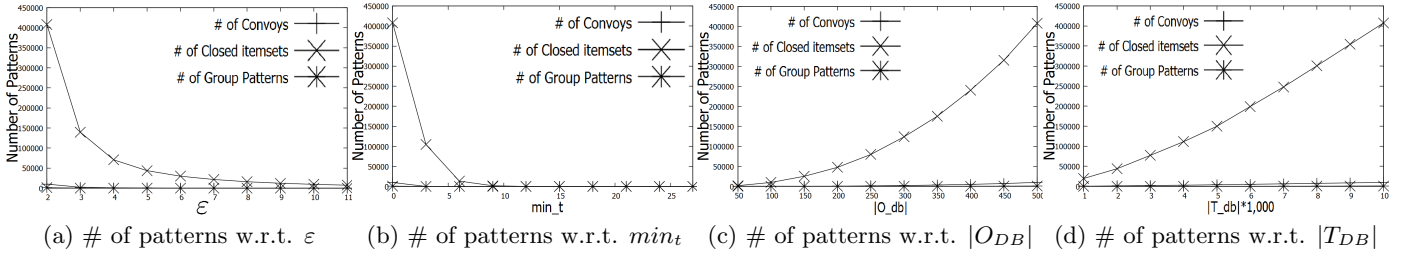 450000
400000
350000
300000
250000
200000
150000
100000
50000
0
Number of Patterns
# of Convoys
# of Closed itemsets
# of Group Patterns
2 3 4 5 6 7 8 9 10 11
ε
(a) # of patterns w.r.t. ε
450000
400000
350000
300000
250000
200000
150000
100000
50000
0
Number of Patterns
# of Convoys
# of Closed itemsets
# of Group Patterns
0 5 10 15 20 25
min_t
(b) # of patterns w.r.t. min_t
450000
400000
350000
300000
250000
200000
150000
100000
50000
0
Number of Patterns
# of Convoys
# of Closed itemsets
# of Group Patterns
50 100 150 200 250 300 350 400 450 500
|O_db|
(c) # of patterns w.r.t. |O_DB|
450000
400000
350000
300000
250000
200000
150000
100000
50000
0
Number of Patterns
# of Convoys
# of Closed itemsets
# of Group Patterns
1 2 3 4 5 6 7 8 9 10
|T_db|*1,000
(d) # of patterns w.r.t. |T_DB|